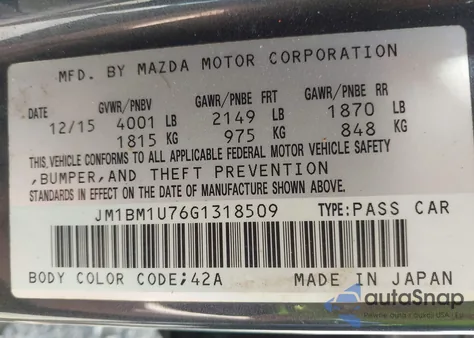 MFD. BY MAZDA MOTOR CORPORATION
DATE GVWR/PNBV GAWR/PNBE FRT GAWR/PNBE RR
12/15 4001 LB 2149 LB 1870 LB
1815 KG 975 KG 848 KG
THIS VEHICLE CONFORMS TO ALL APPLICABLE FEDERAL MOTOR VEHICLE SAFETY
,BUMPER,AND THEFT PREVENTION
STANDARDS IN EFFECT ON THE DATE OF MANUFACTURE SHOWN ABOVE.
JM1BM1U76G1318509 TYPE:PASS CAR
BODY COLOR CODE;42A MADE IN JAPAN
autoSnap